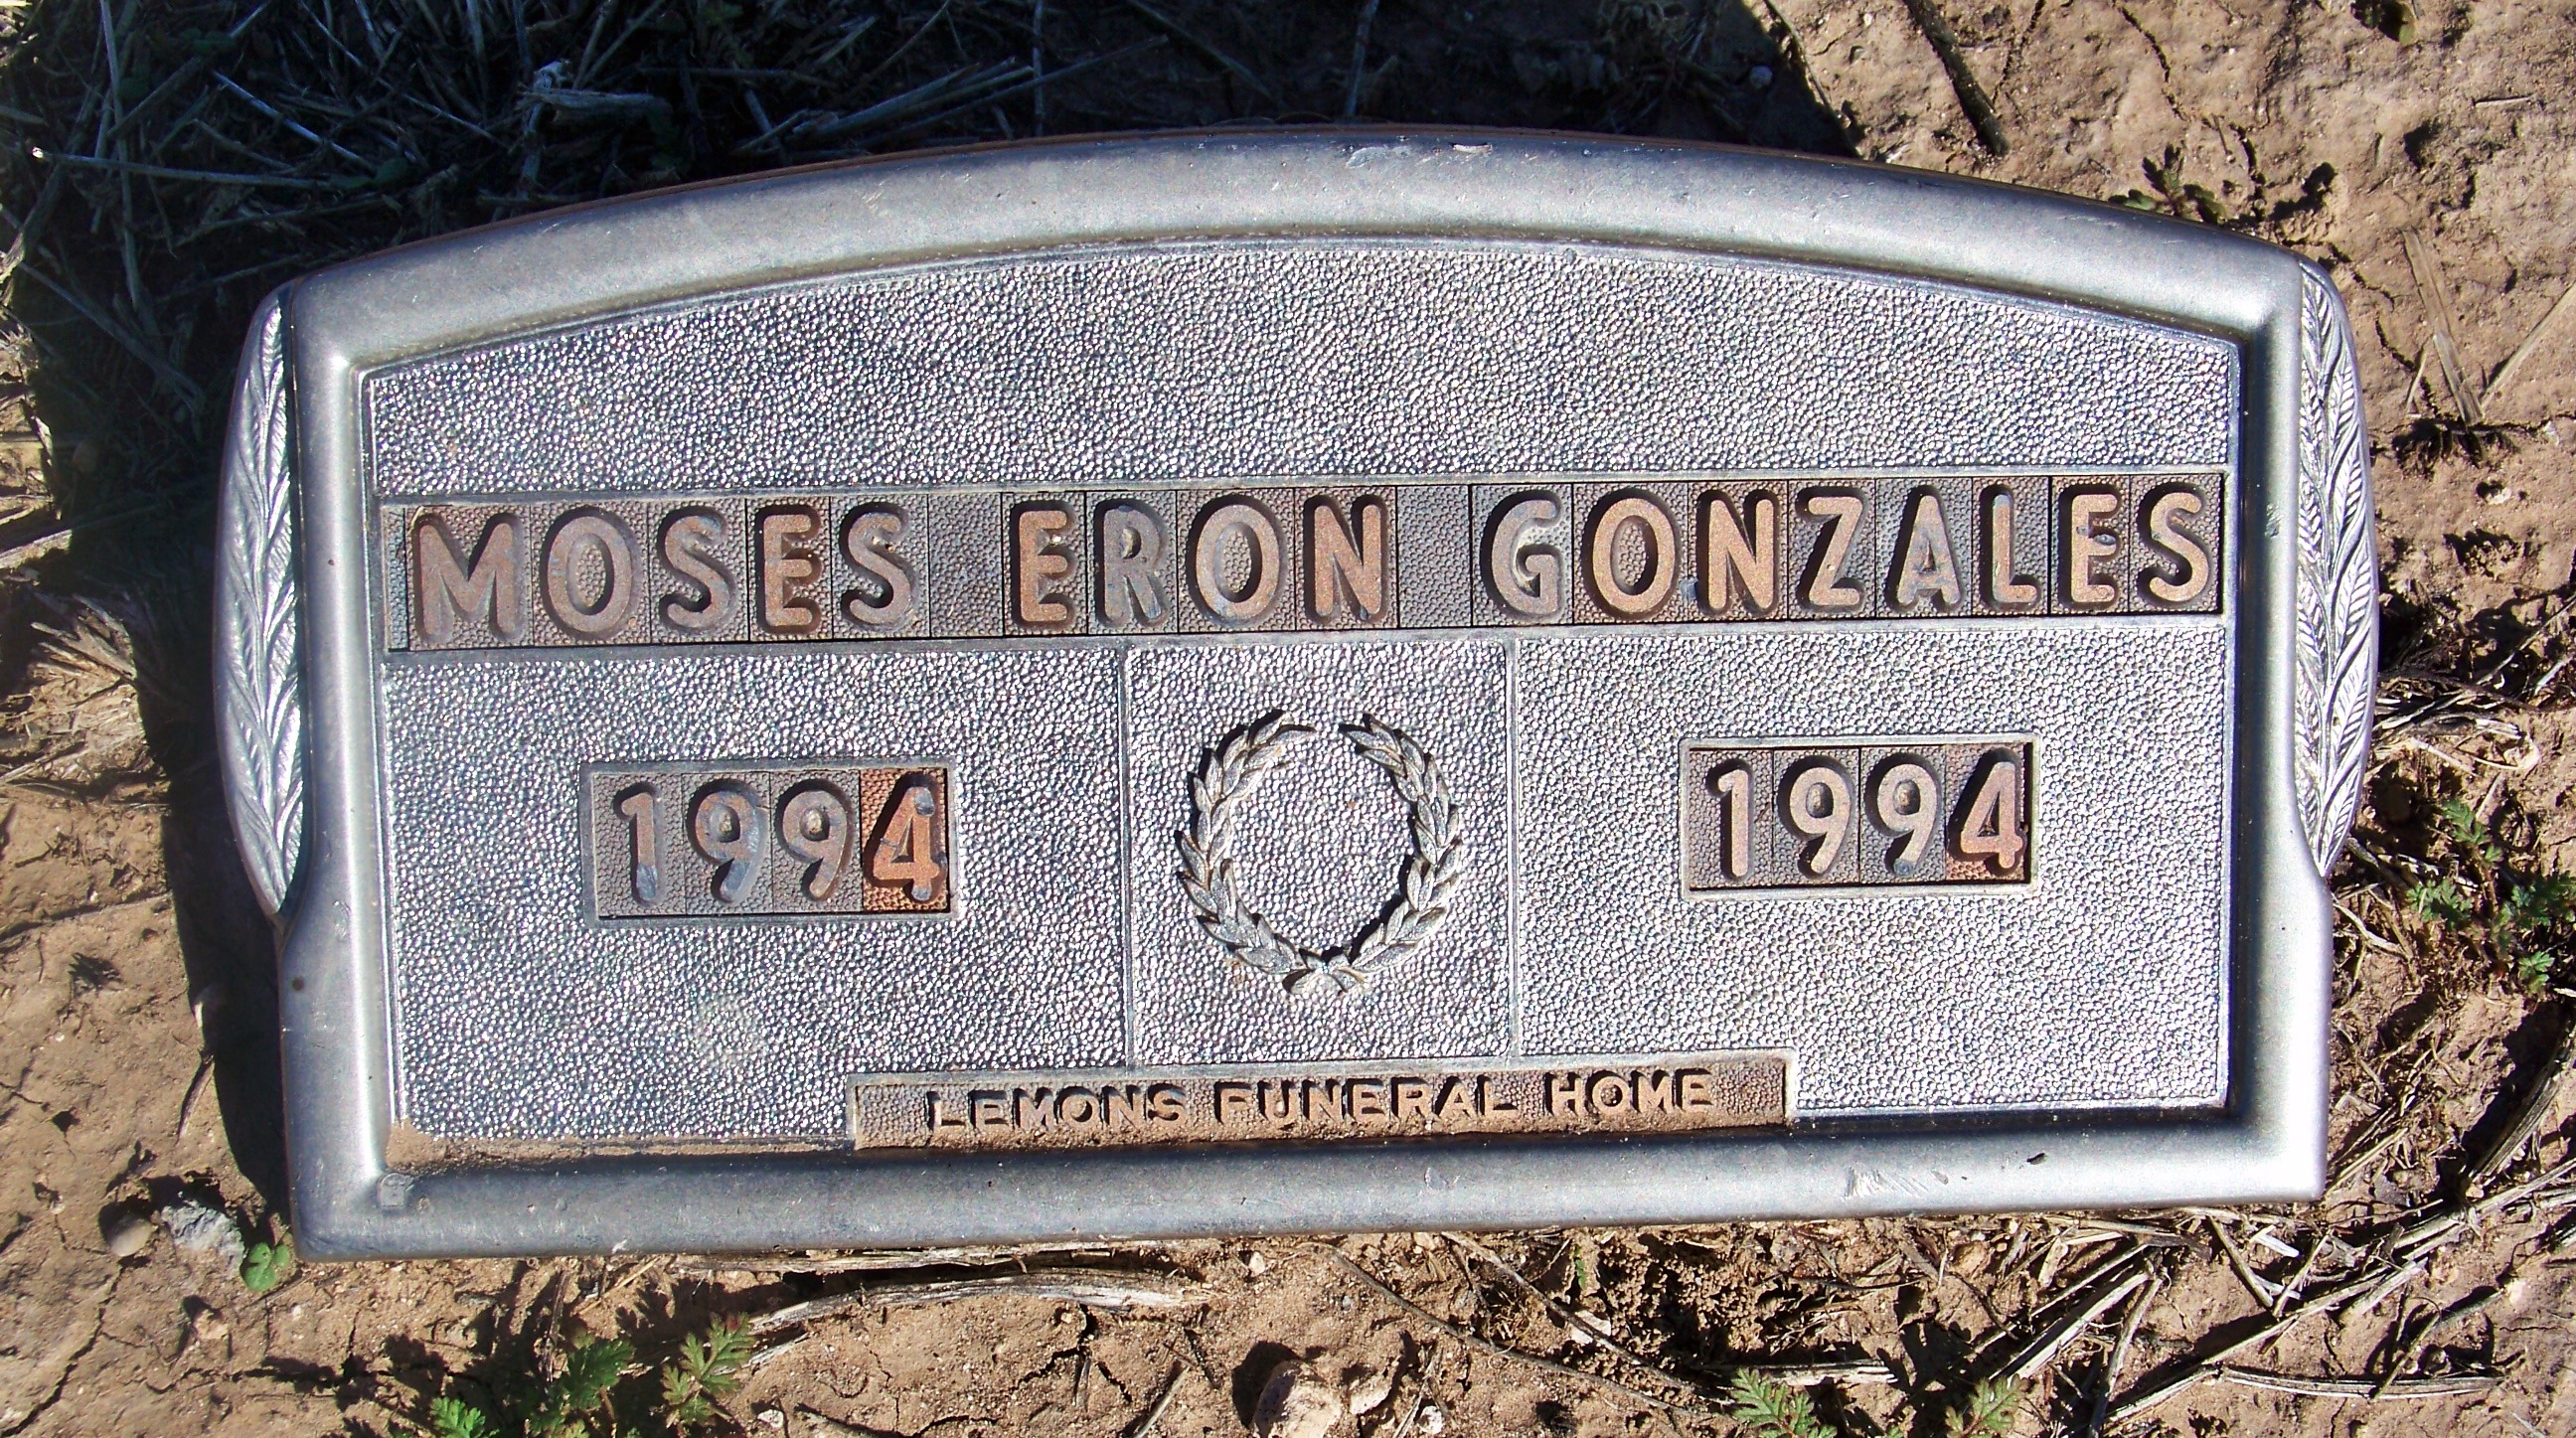 MOSES ERON GONZALES
1994 1994
LEMONS FUNERAL HOME